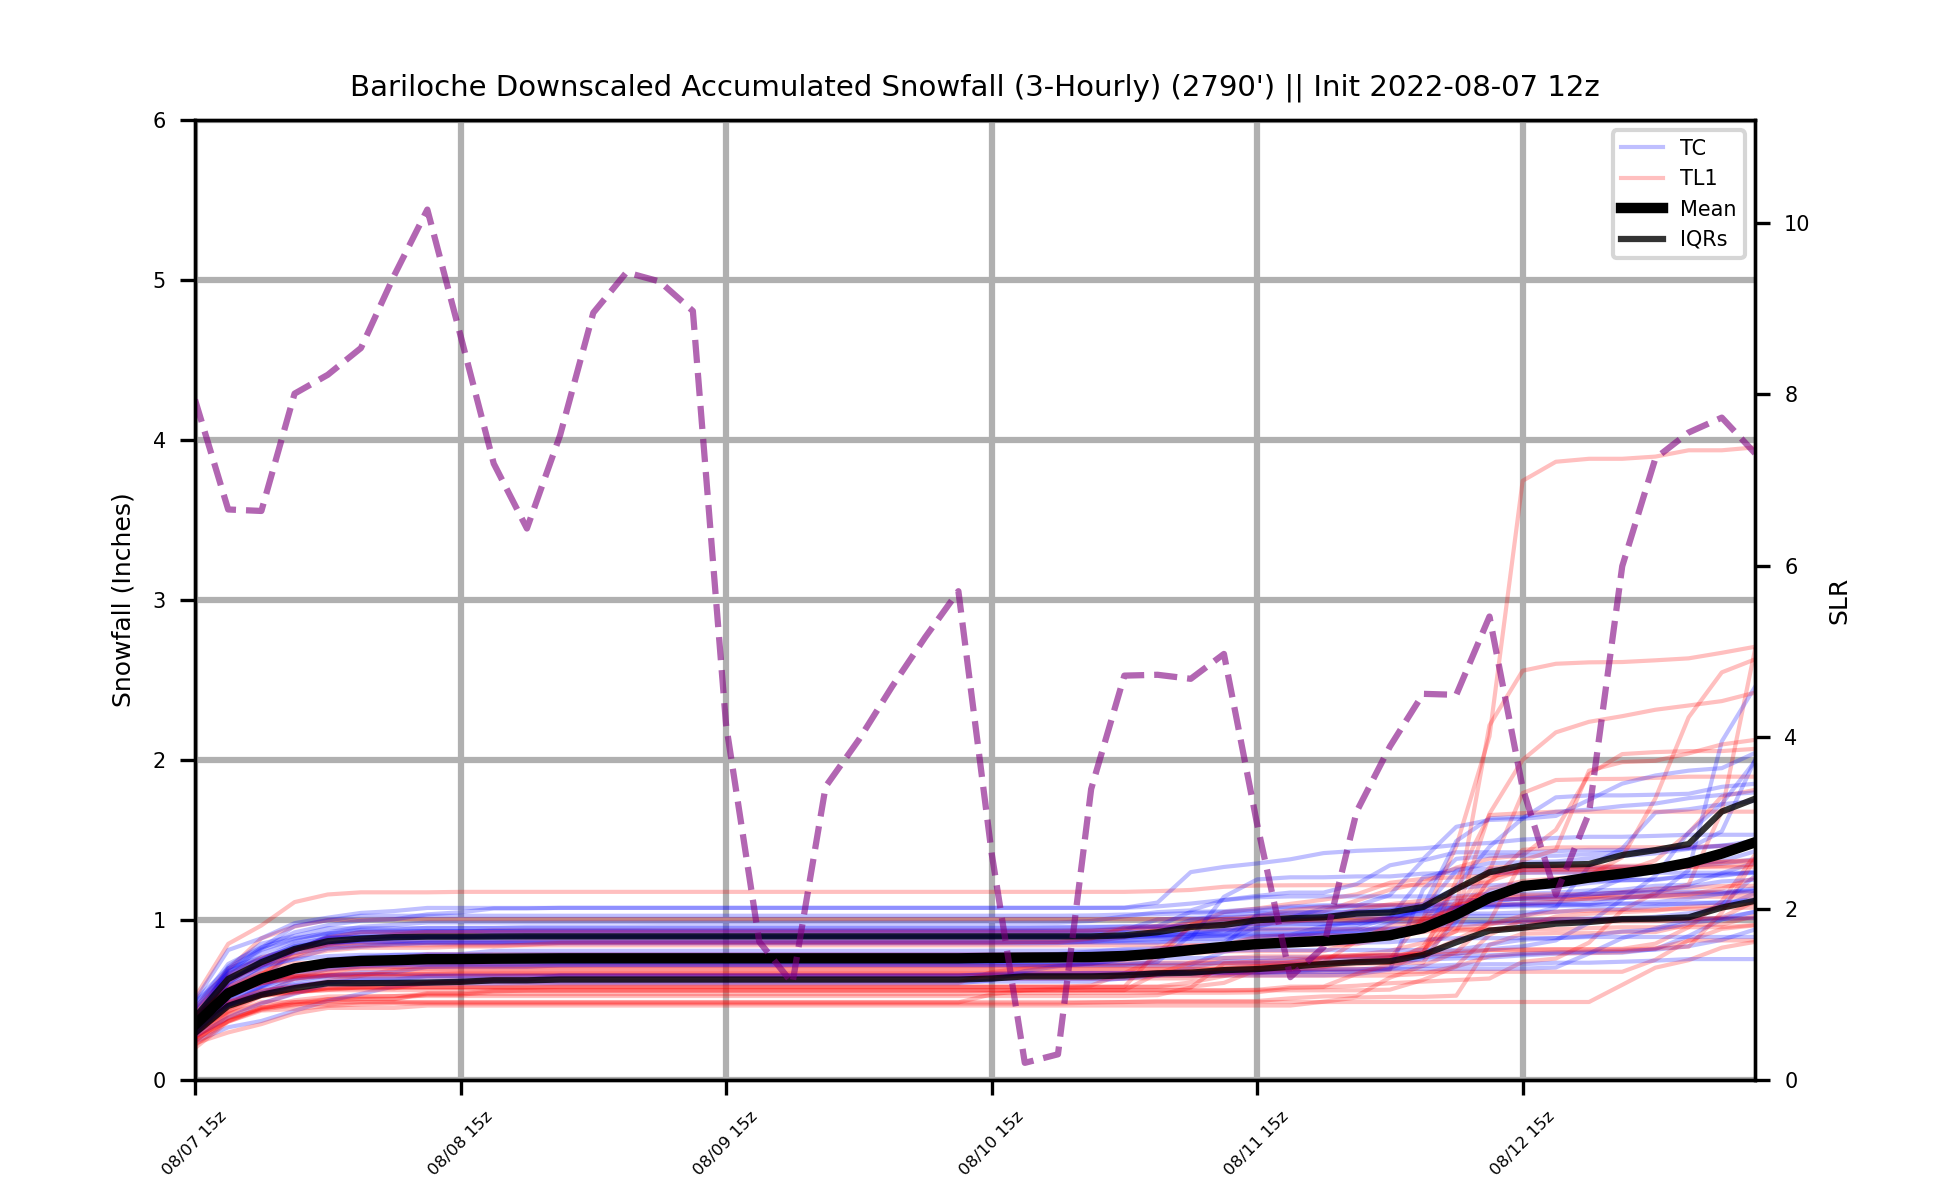 Bariloche Downscaled Accumulated Snowfall (3-Hourly) (2790') || Init 2022-08-07 12z
TC
TL1
Mean
IQRs
Snowfall (Inches)
6
5
4
3
2
1
0
SLR
10
8
6
4
2
0
08/07 15z
08/08 15z
08/09 15z
08/10 15z
08/11 15z
08/12 15z